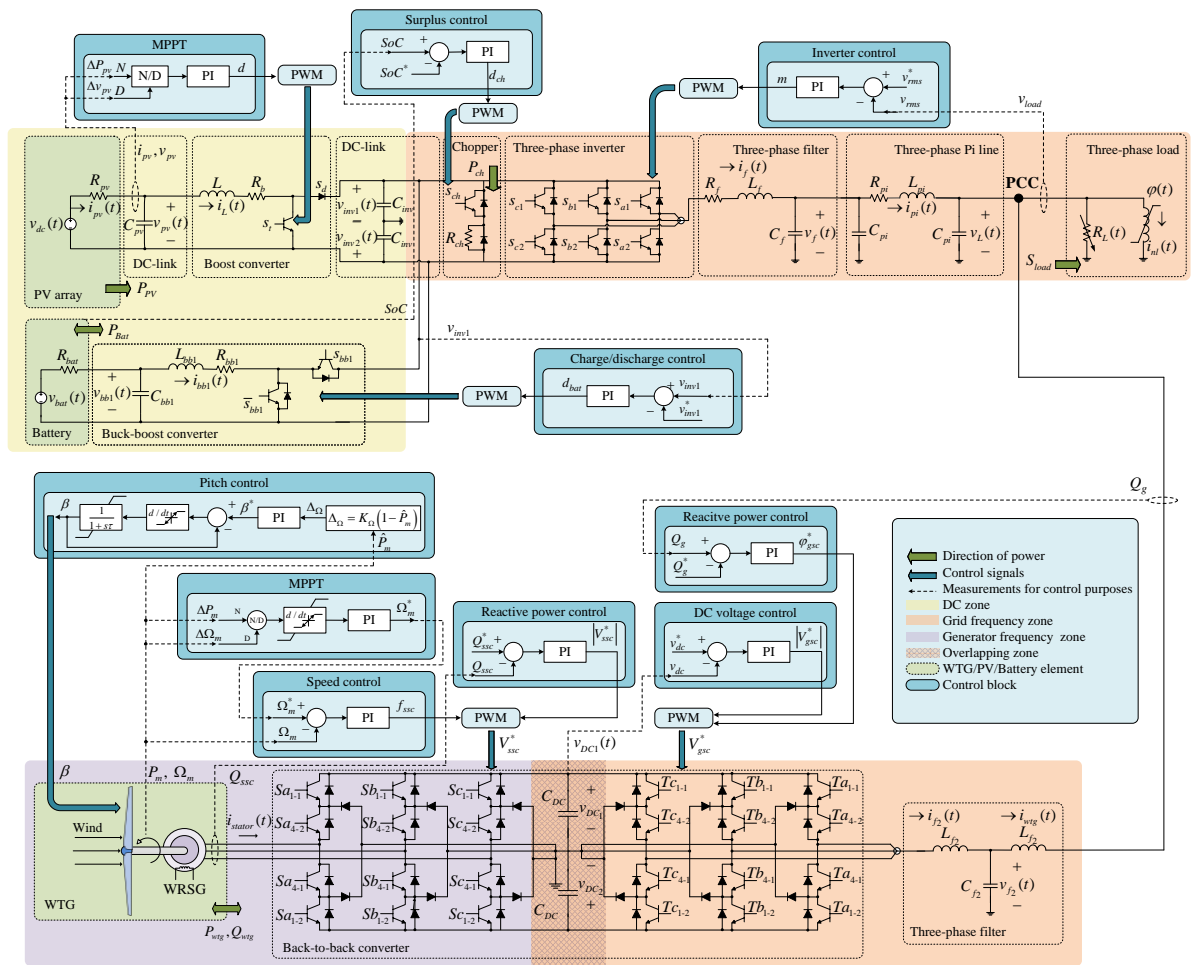 Surplus control
SoC
+
SoC*
−
PI
d_ch
PWM
MPPT
ΔP_pv N
Δv_pv D
N/D
PI
d
PWM
Inverter control
m
PI
+
v*_rms
−
v_rms
PWM
v_load
i_pv, v_pv
DC-link
Chopper
P_ch
Three-phase inverter
Three-phase filter
Three-phase Pi line
Three-phase load
R_pv
→ i_pv(t)
v_dc(t)
C_pv
+
v_pv(t)
−
L
R_b
→ i_L(t)
s_t
s_d
+
v_inv1(t)
−
v_inv2(t)
+
C_inv
C_inv
s_ch
R_ch
s_c1
s_b1
s_a1
s_c2
s_b2
s_a2
R_f
→ i_f(t)
L_f
C_f
+
v_f(t)
−
R_pi
L_pi
→ i_pi(t)
C_pi
C_pi
+
v_L(t)
−
PCC
φ(t)
R_L(t)
i_nl(t)
S_load
DC-link
Boost converter
PV array
P_PV
SoC
P_Bat
v_inv1
R_bat
v_bat(t)
Battery
+
v_bb1(t)
−
C_bb1
L_bb1
R_bb1
→ i_bb1(t)
s_bb1
s̅_bb1
Buck-boost converter
Charge/discharge control
d_bat
PI
+
v_inv1
−
v*_inv1
PWM
Q_g
Pitch control
β
1
1+sτ
d/dt
+
β*
−
PI
Δ_Ω
Δ_Ω = K_Ω(1−P̂_m)
P̂_m
MPPT
ΔP_m
N
ΔΩ_m
D
N/D
d/dt
PI
Ω*_m
Speed control
Ω*_m +
Ω_m −
PI
f_ssc
PWM
Reactive power control
Q*_ssc +
Q_ssc −
PI
|V*_ssc|
V*_ssc
Reacitve power control
Q_g +
Q*_g −
PI
φ*_gsc
DC voltage control
v*_dc +
v_dc −
PI
|V*_gsc|
PWM
V*_gsc
v_DC1(t)
Direction of power
Control signals
Measurements for control purposes
DC zone
Grid frequency zone
Generator frequency zone
Overlapping zone
WTG/PV/Battery element
Control block
β
P_m, Ω_m
Q_ssc
i_stator(t)
→
Wind
WRSG
WTG
P_wtg, Q_wtg
Sa_1-1
Sb_1-1
Sc_1-1
Sa_4-2
Sb_4-2
Sc_4-2
Sa_4-1
Sb_4-1
Sc_4-1
Sa_1-2
Sb_1-2
Sc_1-2
Back-to-back converter
C_DC
+
v_DC1
−
−
v_DC2
+
C_DC
Tc_1-1
Tb_1-1
Ta_1-1
Tc_4-2
Tb_4-2
Ta_4-2
Tc_4-1
Tb_4-1
Ta_4-1
Tc_1-2
Tb_1-2
Ta_1-2
→ i_f2(t)
→ i_wtg(t)
L_f2
L_f2
C_f2
+
v_f2(t)
−
Three-phase filter